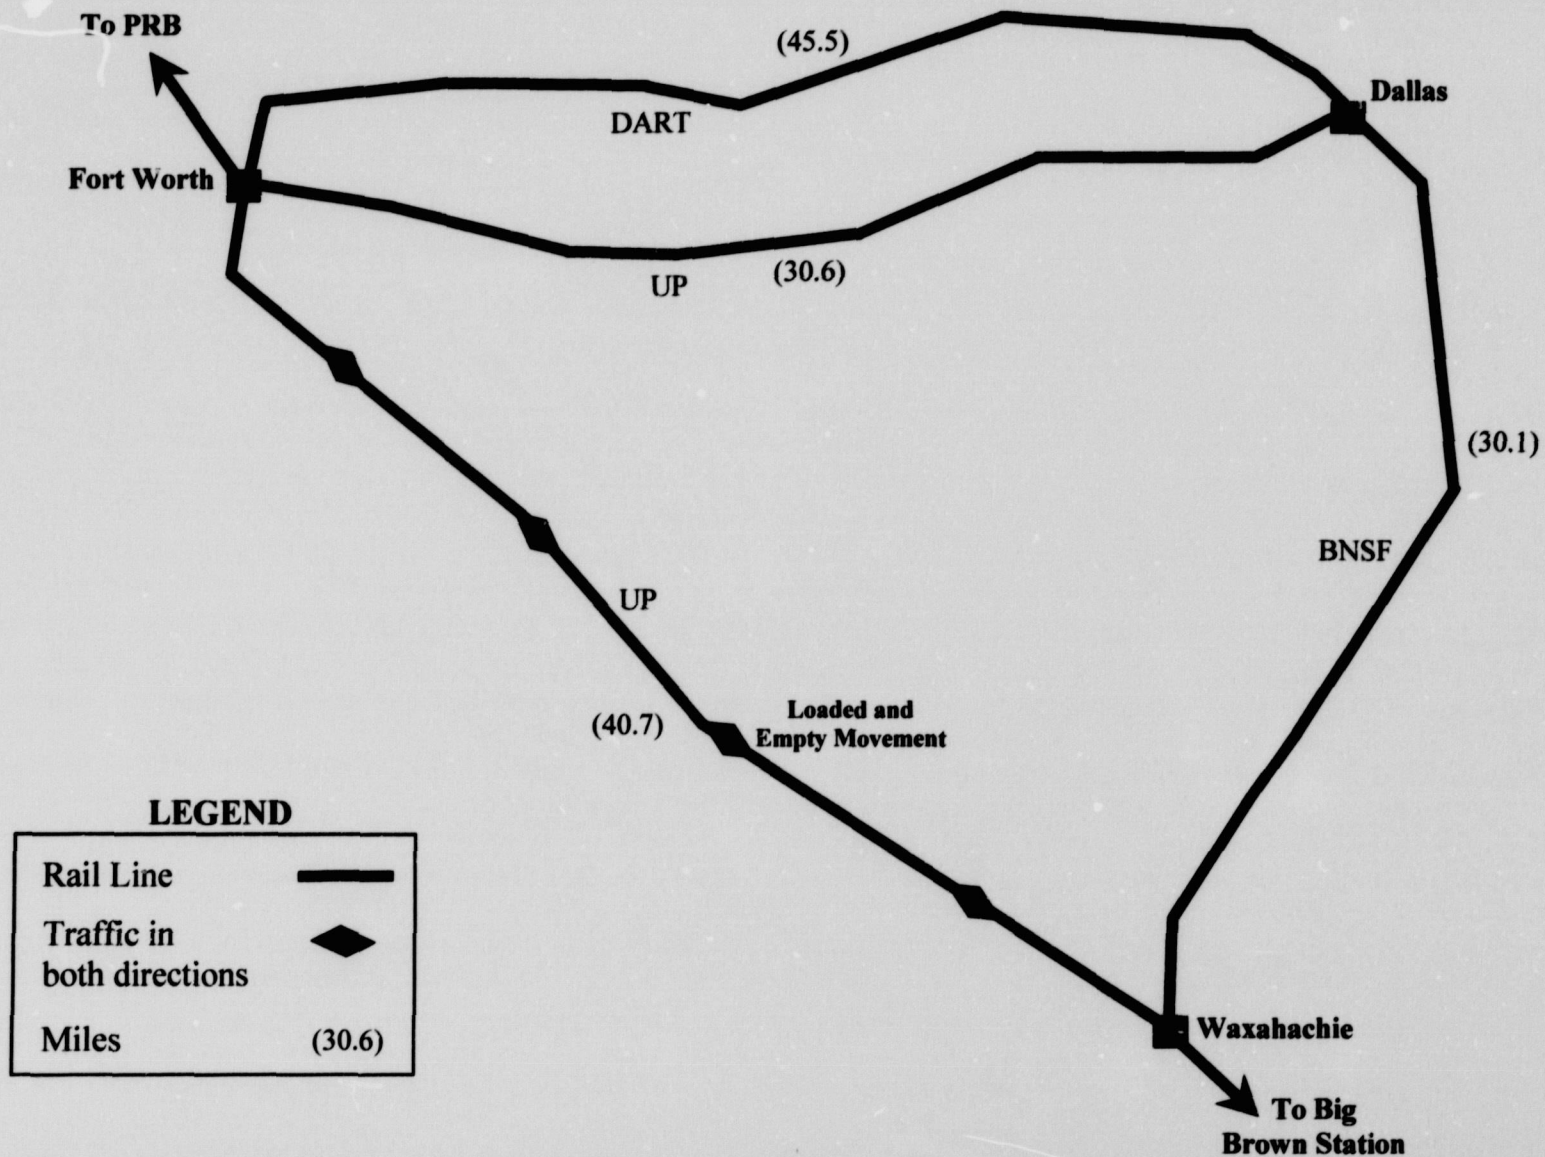 To PRB
(45.5)
Dallas
DART
Fort Worth
UP
(30.6)
(30.1)
BNSF
UP
(40.7)
Loaded and
Empty Movement
LEGEND
Rail Line
Traffic in
both directions
Miles (30.6)
Waxahachie
To Big
Brown Station